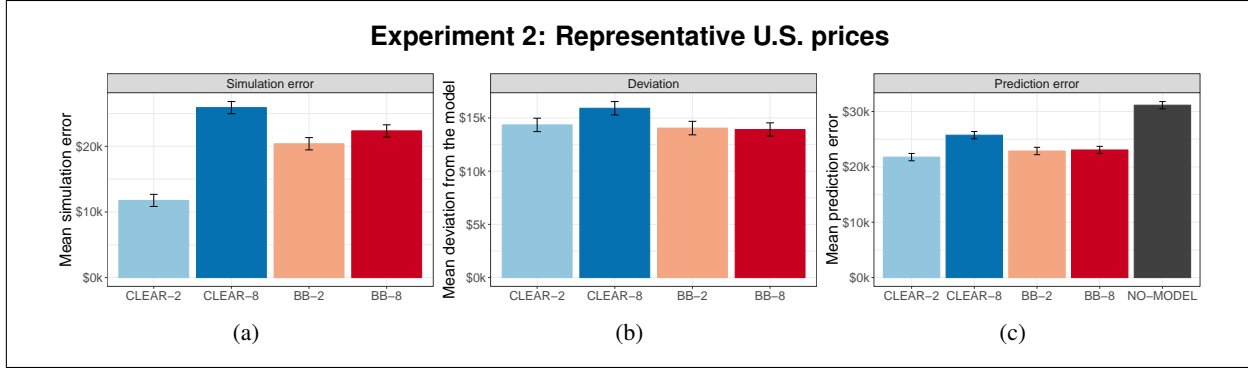 Experiment 2: Representative U.S. prices
Simulation error
Mean simulation error
$20k
$10k
$0k
CLEAR−2 CLEAR−8 BB−2 BB−8
(a)
Deviation
Mean deviation from the model
$15k
$10k
$5k
$0k
CLEAR−2 CLEAR−8 BB−2 BB−8
(b)
Prediction error
Mean prediction error
$30k
$20k
$10k
$0k
CLEAR−2 CLEAR−8 BB−2 BB−8 NO−MODEL
(c)